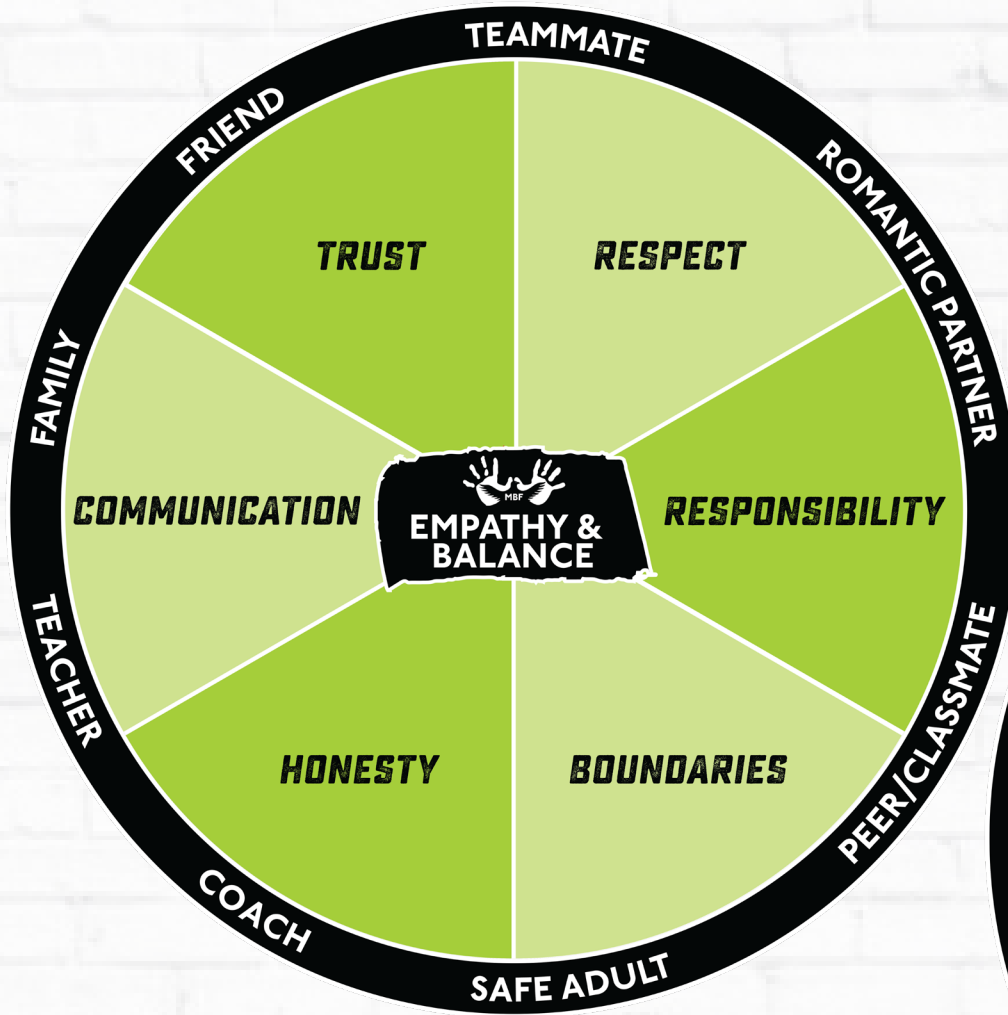 TEAMMATE
FRIEND
ROMANTIC PARTNER
TRUST
RESPECT
FAMILY
MBF
EMPATHY &
BALANCE
COMMUNICATION
RESPONSIBILITY
TEACHER
PEER/CLASSMATE
HONESTY
BOUNDARIES
COACH
SAFE ADULT